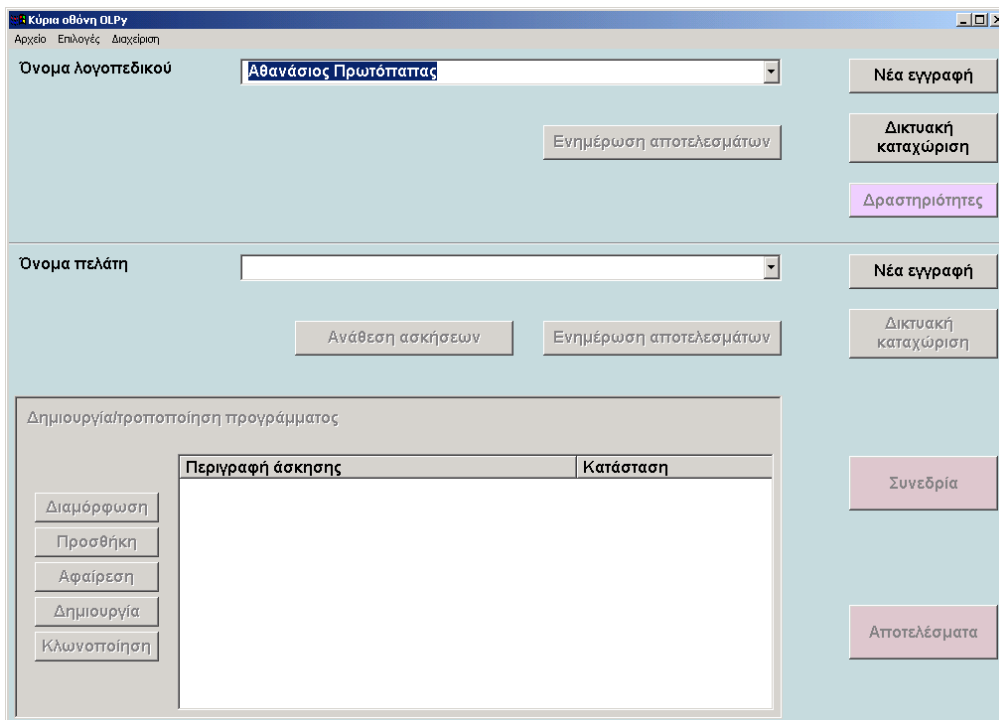 Κύρια οθόνη OLPy
Αρχείο Επιλογές Διαχείριση
Όνομα λογοπεδικού
Αθανάσιος Πρωτόπαπας
Νέα εγγραφή
Ενημέρωση αποτελεσμάτων
Δικτυακή
καταχώριση
Δραστηριότητες
Όνομα πελάτη
Νέα εγγραφή
Ανάθεση ασκήσεων
Ενημέρωση αποτελεσμάτων
Δικτυακή
καταχώριση
Δημιουργία/τροποποίηση προγράμματος
Περιγραφή άσκησης
Κατάσταση
Διαμόρφωση
Προσθήκη
Αφαίρεση
Δημιουργία
Κλωνοποίηση
Συνεδρία
Αποτελέσματα